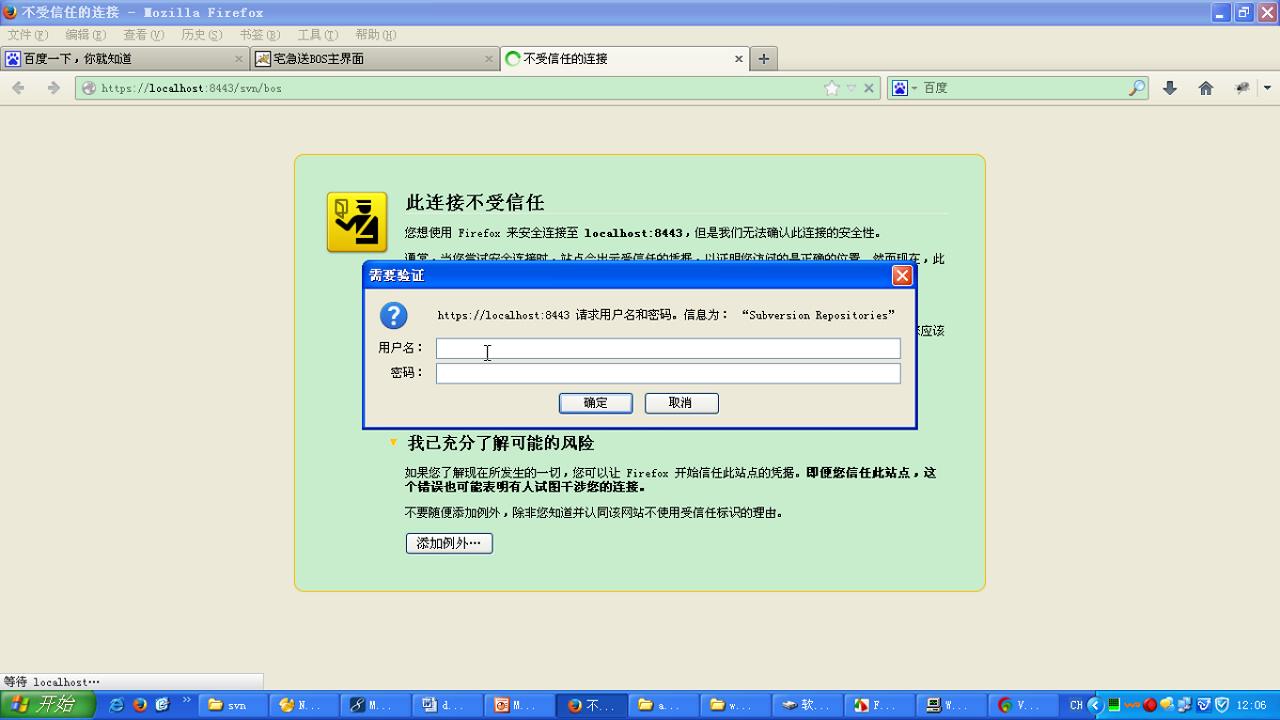 不受信任的连接 - Mozilla Firefox
文件(F) 编辑(E) 查看(V) 历史(S) 书签(B) 工具(T) 帮助(H)
百度一下，你就知道 × 宅急送BOS主界面 × 不受信任的连接 × +
https://localhost:8443/svn/bos 百度
此连接不受信任
您想使用 Firefox 来安全连接至 localhost:8443，但是我们无法确认此连接的安全性。
通常，当您尝试安全连接时，站点会出示受信任的凭据，以证明您访问的是正确的位置。然而现在，此
需要验证
https://localhost:8443 请求用户名和密码。信息为： “Subversion Repositories”
应该
用户名：
密码：
确定 取消
我已充分了解可能的风险
如果您了解现在所发生的一切，您可以让 Firefox 开始信任此站点的凭据。即便您信任此站点，这
个错误也可能表明有人试图干涉您的连接。
不要随便添加例外，除非您知道并认同该网站不使用受信任标识的理由。
添加例外…
等待 localhost…
开始 » svn N... M... d... M... 不... a... w... 软... F... W... V... CH 12:06